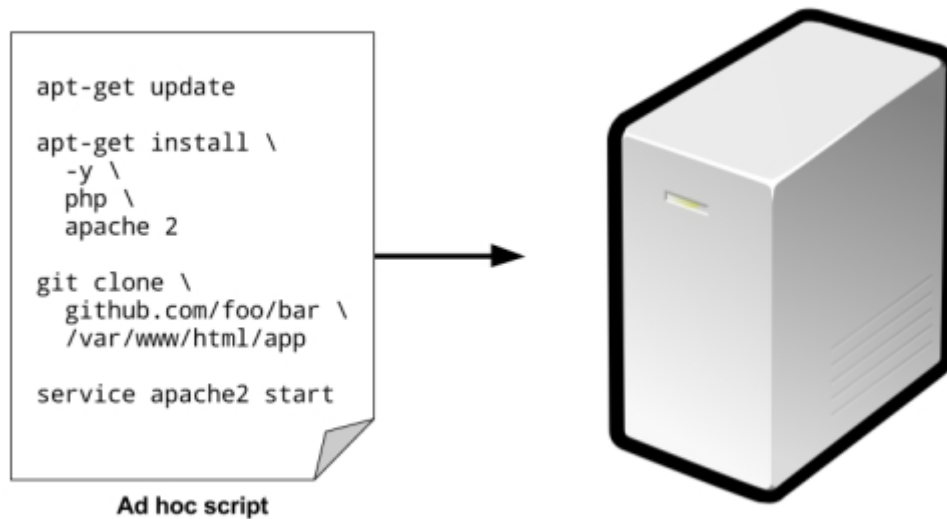 apt-get update
apt-get install \
-y \
php \
apache 2
git clone \
github.com/foo/bar \
/var/www/html/app
service apache2 start
Ad hoc script